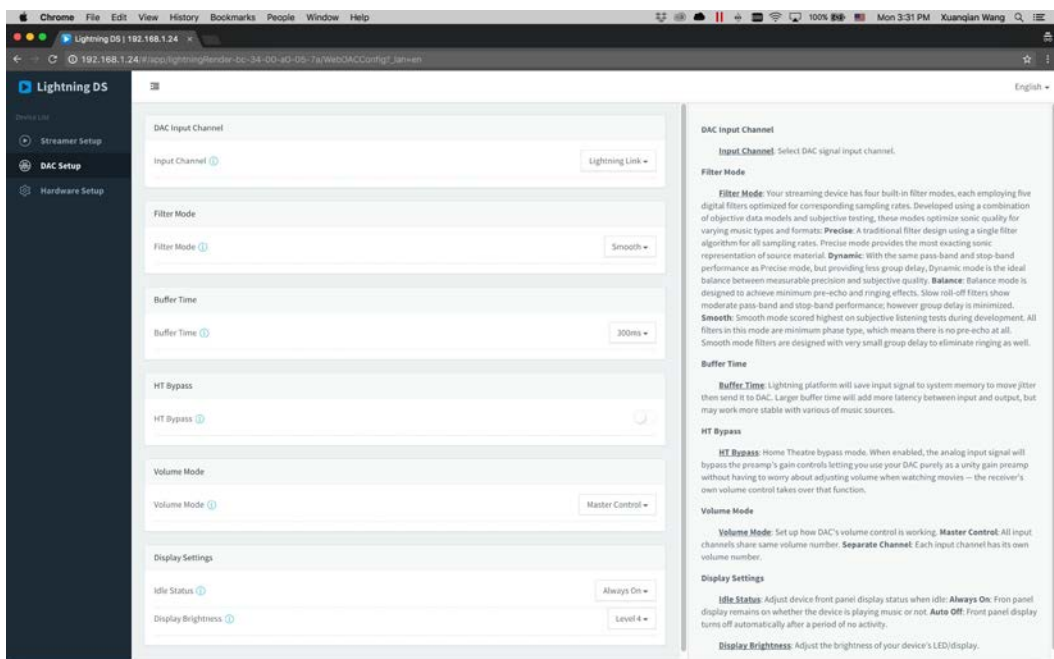 Chrome File Edit View History Bookmarks People Window Help 100% Mon 3:31 PM Xuanqian Wang
Lightning DS | 192.168.1.24
192.168.1.24/#/app/lightningRender-bc-34-00-a0-05-7a/WebDACConfig?_lan=en
Lightning DS
English
Device List
Streamer Setup
DAC Setup
Hardware Setup
DAC Input Channel
Input Channel
Lightning Link
Filter Mode
Filter Mode
Smooth
Buffer Time
Buffer Time
300ms
HT Bypass
HT Bypass
Volume Mode
Volume Mode
Master Control
Display Settings
Idle Status
Always On
Display Brightness
Level 4
DAC Input Channel
Input Channel: Select DAC signal input channel.
Filter Mode
Filter Mode: Your streaming device has four built-in filter modes, each employing five
digital filters optimized for corresponding sampling rates. Developed using a combination
of objective data models and subjective testing, these modes optimize sonic quality for
varying music types and formats: Precise: A traditional filter design using a single filter
algorithm for all sampling rates. Precise mode provides the most exacting sonic
representation of source material. Dynamic: With the same pass-band and stop-band
performance as Precise mode, but providing less group delay, Dynamic mode is the ideal
balance between measurable precision and subjective quality. Balance: Balance mode is
designed to achieve minimum pre-echo and ringing effects. Slow roll-off filters show
moderate pass-band and stop-band performance; however group delay is minimized.
Smooth: Smooth mode scored highest on subjective listening tests during development. All
filters in this mode are minimum phase type, which means there is no pre-echo at all.
Smooth mode filters are designed with very small group delay to eliminate ringing as well.
Buffer Time
Buffer Time: Lightning platform will save input signal to system memory to move jitter
then send it to DAC. Larger buffer time will add more latency between input and output, but
may work more stable with various of music sources.
HT Bypass
HT Bypass: Home Theatre bypass mode. When enabled, the analog input signal will
bypass the preamp's gain controls letting you use your DAC purely as a unity gain preamp
without having to worry about adjusting volume when watching movies — the receiver's
own volume control takes over that function.
Volume Mode
Volume Mode: Set up how DAC's volume control is working. Master Control: All input
channels share same volume number. Separate Channel: Each input channel has its own
volume number.
Display Settings
Idle Status: Adjust device front panel display status when idle: Always On: Fron panel
display remains on whether the device is playing music or not. Auto Off: Front panel display
turns off automatically after a period of no activity.
Display Brightness: Adjust the brightness of your device's LED/display.